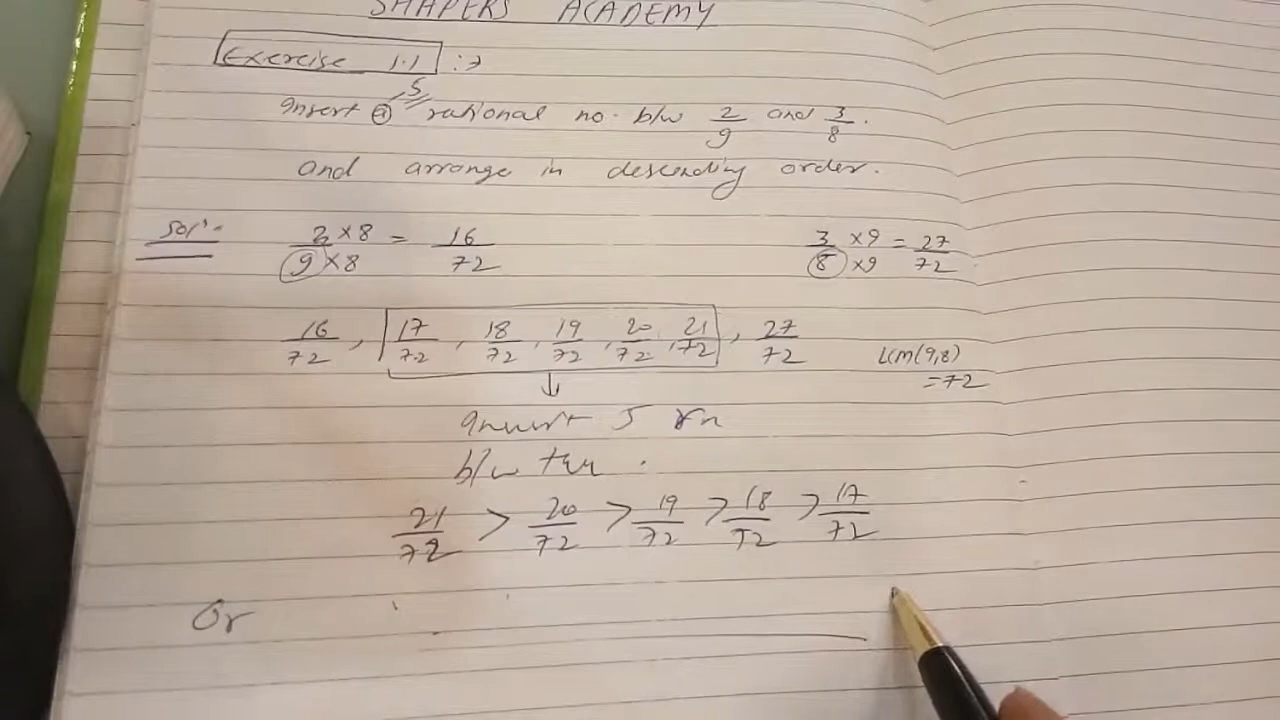 SHAPERS ACADEMY
Exercise 1.1 :→
5
Insert a rational no. b/w 2/9 and 3/8.
and arrange in descending order.
Sol:- 2×8/9×8 = 16/72 3×9/8×9 = 27/72
16/72, 17/72, 18/72, 19/72, 20/72, 21/72, 27/72
LCM(9,8)
=72
↓
Insert 5 rn
b/w
21/72 > 20/72 > 19/72 > 18/72 > 17/72
Or